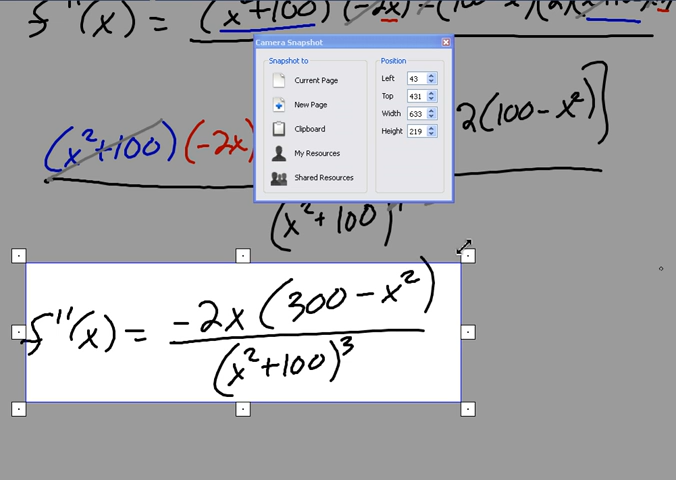 f''(x) = (x²+100)(-2x) -
Camera Snapshot
Snapshot to
Current Page
New Page
Clipboard
My Resources
Shared Resources
Position
Left 43
Top 431
Width 633
Height 219
(x²+100)(-2x) 2(100-x²)]
(x²+100)
f''(x) = -2x(300-x²)
(x²+100)³